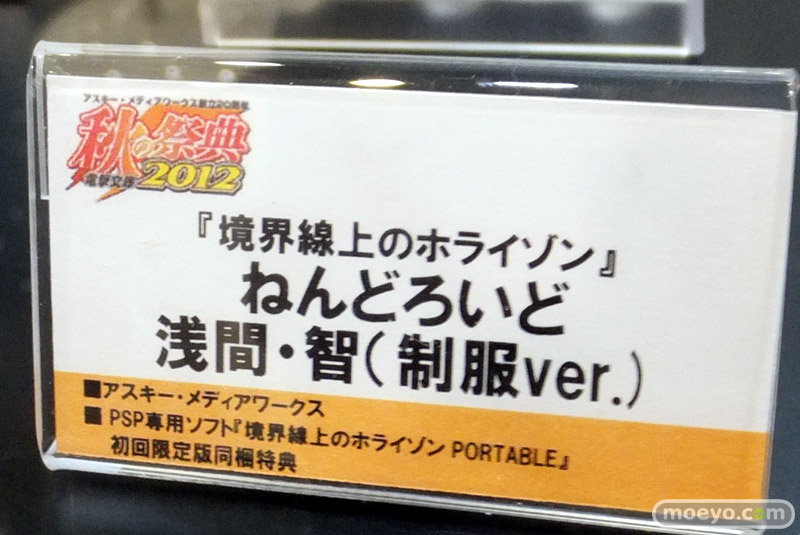 アスキー・メディアワークス創立20周年
秋の祭典
電撃文庫 2012
『境界線上のホライゾン』
ねんどろいど
浅間・智(制服ver.)
■アスキー・メディアワークス
■ PSP専用ソフト『境界線上のホライゾン PORTABLE』
初回限定版同梱特典
moeyo.com